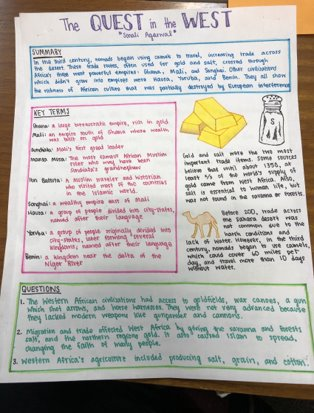 The QUEST in the WEST
*Sonali Agarwal*
SUMMARY
In the third century, nomads began using camels to travel, increasing trade across
the desert. These trade routes, often used for gold and salt, crossed through
Africa's three most powerful empires: Ghana, Mali, and Songhai. Other civilizations
which didn't grow into empires were Hausa, Yoruba, and Benin. They all show
the richness of African culture that was partially destroyed by European interference
KEY TERMS
Ghana: a large bureaucratic empire, rich in gold
Mali: an empire south of Ghana whose wealth
was built on gold
Sundiata: Mali's first great leader
Mansa Musa: The most famous African Muslim
ruler who may have been
Sundiata's grandnephew
Ibn Battuta: a Muslim traveler and historian
who visited most of the countries
in the Islamic world.
Songhai: a wealthy empire east of Mali
Hausa: a group of people divided into city-states,
named after their language
Yoruba: a group of people originally divided into
city-states, later forming several
kingdoms; named after their language
Benin: a kingdom near the delta of the
Niger River
S
Gold and salt were the two most
important trade items. Some sources
believe that until about 1350, at
least 2/3 of the world's supply of
gold came from West Africa. Also,
salt is essential to human life, but
was not found in the savanna or forests.
Before 200, trade across
the Sahara desert was
not common due to the
harsh conditions and
lack of water. However, in the third
century, nomads began to use camels,
which could cover 60 miles per
day, and travel more than 10 days
without water.
QUESTIONS
1. The Western African civilizations had access to goldfields, war canoes, a gun
which shot arrows, and horse harnesses. They were not very advanced because
they lacked modern weapons like gunpowder and cannons.
2. Migration and trade affected West Africa by giving the savanna and forests
salt, and the northern regions gold. It also caused Islam to spread,
changing the faith of many people.
3. Western Africa's agriculture included producing salt, grain, and cotton.